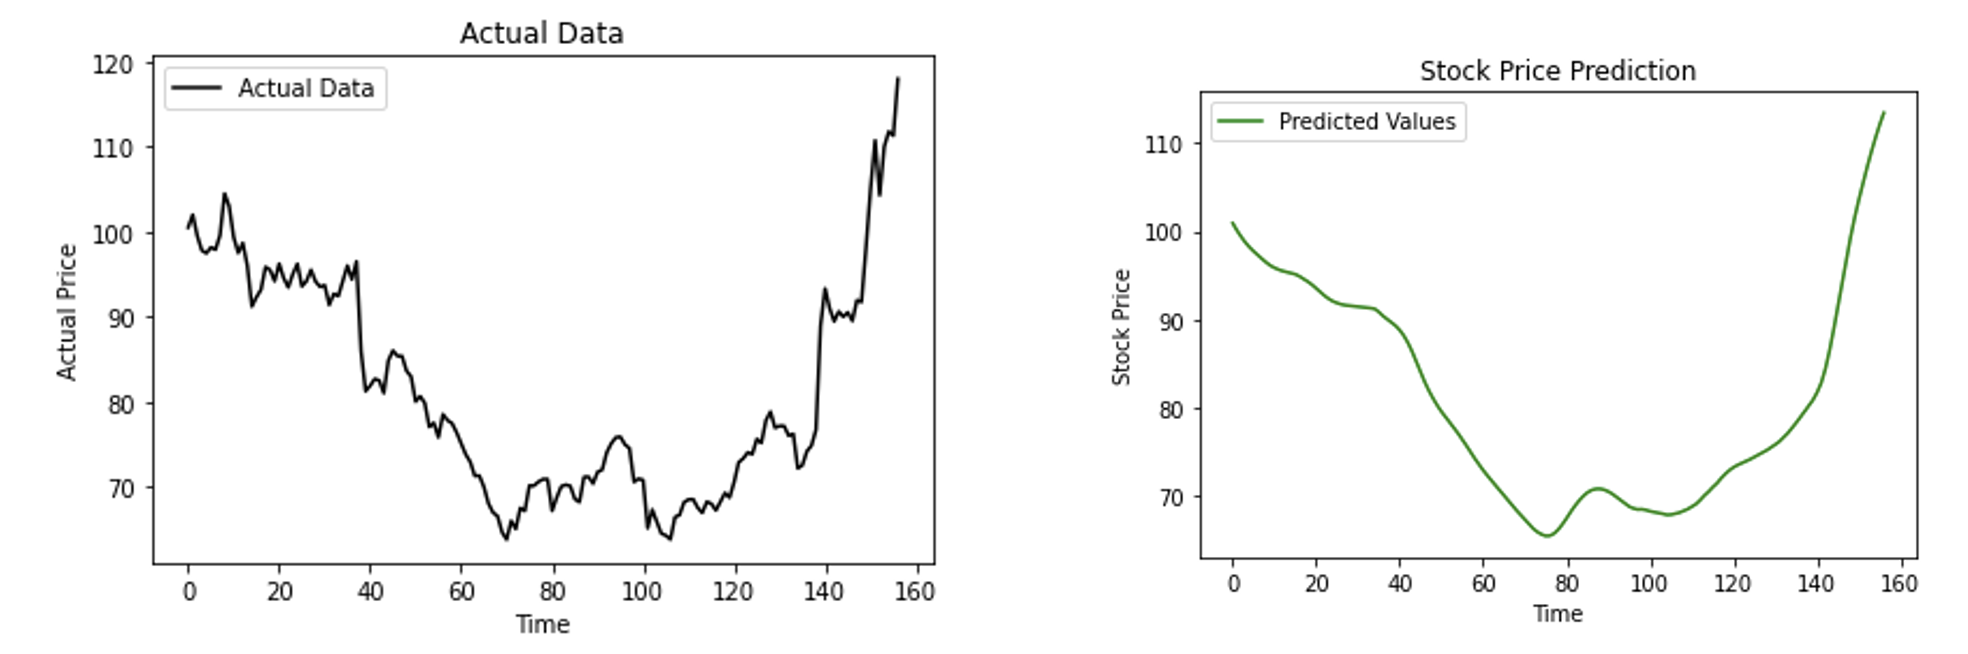 Actual Data
Actual Data
120
110
100
90
80
70
Actual Price
0 20 40 60 80 100 120 140 160
Time
Stock Price Prediction
Predicted Values
110
100
90
80
70
Stock Price
0 20 40 60 80 100 120 140 160
Time